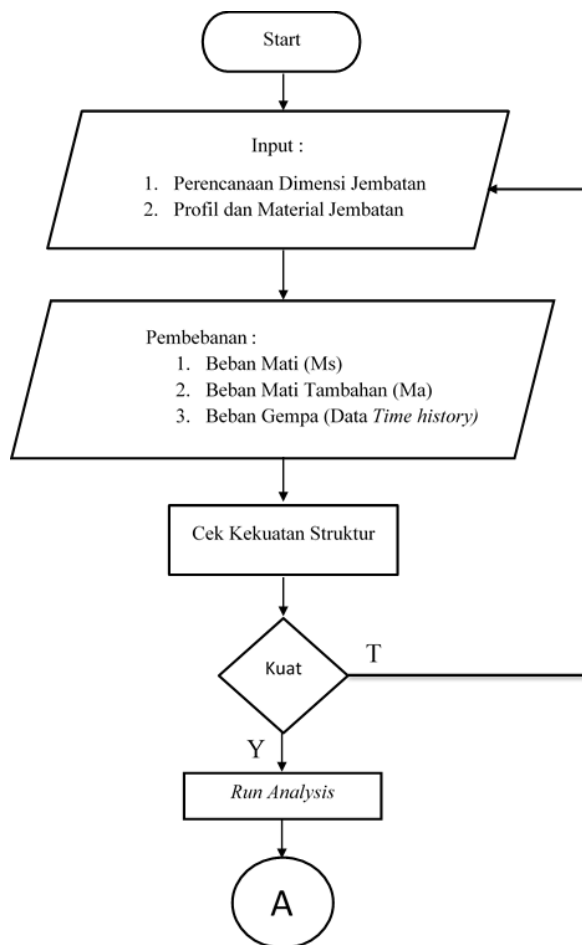 Start
Input :
1. Perencanaan Dimensi Jembatan
2. Profil dan Material Jembatan
Pembebanan :
1. Beban Mati (Ms)
2. Beban Mati Tambahan (Ma)
3. Beban Gempa (Data Time history)
Cek Kekuatan Struktur
Kuat
T
Y
Run Analysis
A